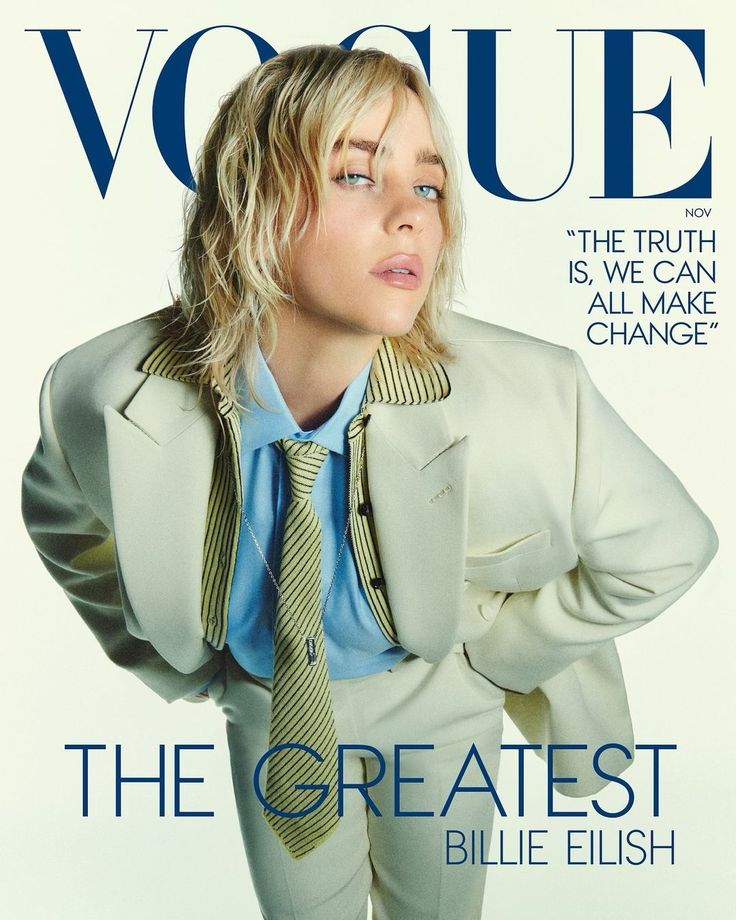 VOGUE
NOV
“THE TRUTH
IS, WE CAN
ALL MAKE
CHANGE”
THE GREATEST
BILLIE EILISH